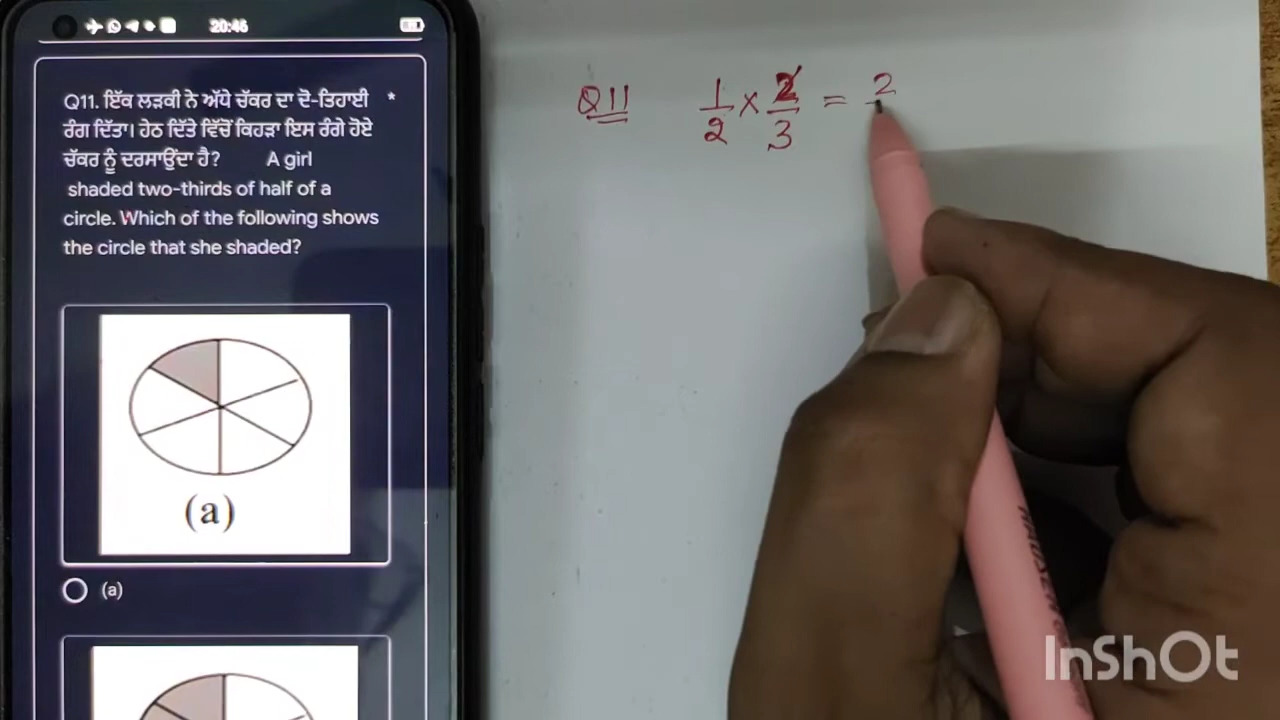 20:46
Q11. ਇੱਕ ਲੜਕੀ ਨੇ ਅੱਧੇ ਚੱਕਰ ਦਾ ਦੋ-ਤਿਹਾਈ *
ਰੰਗ ਦਿੱਤਾ। ਹੇਠ ਦਿੱਤੇ ਵਿੱਚੋਂ ਕਿਹੜਾ ਇਸ ਰੰਗੇ ਹੋਏ
ਚੱਕਰ ਨੂੰ ਦਰਸਾਉਂਦਾ ਹੈ? A girl
shaded two-thirds of half of a
circle. Which of the following shows
the circle that she shaded?
(a)
(a)
Q11 1/2 × 2/3 = 2
InShOt